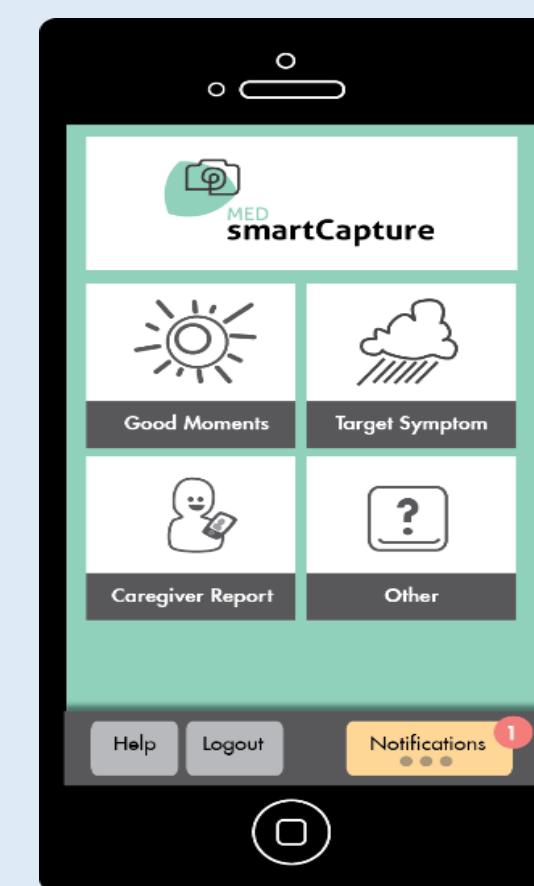 MED
smartCapture
Good Moments
Target Symptom
Caregiver Report
?
Other
Help
Logout
Notifications
1